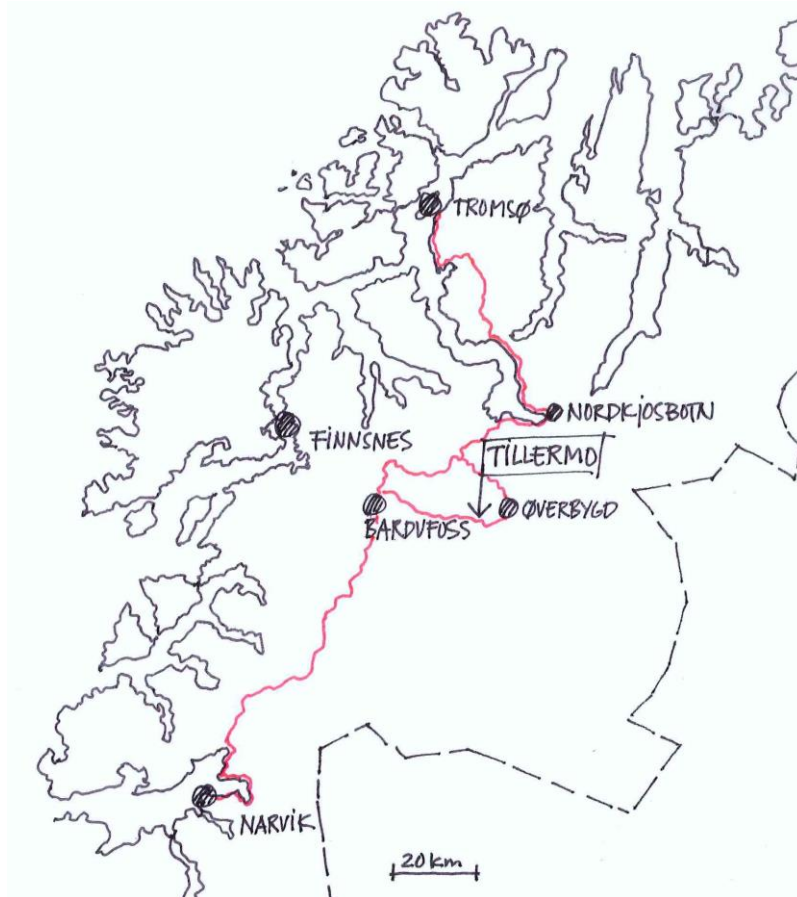 TROMSØ
NORDKJOSBOTN
FINNSNES
TILLERMO
ØVERBYGD
BARDUFOSS
NARVIK
20 km